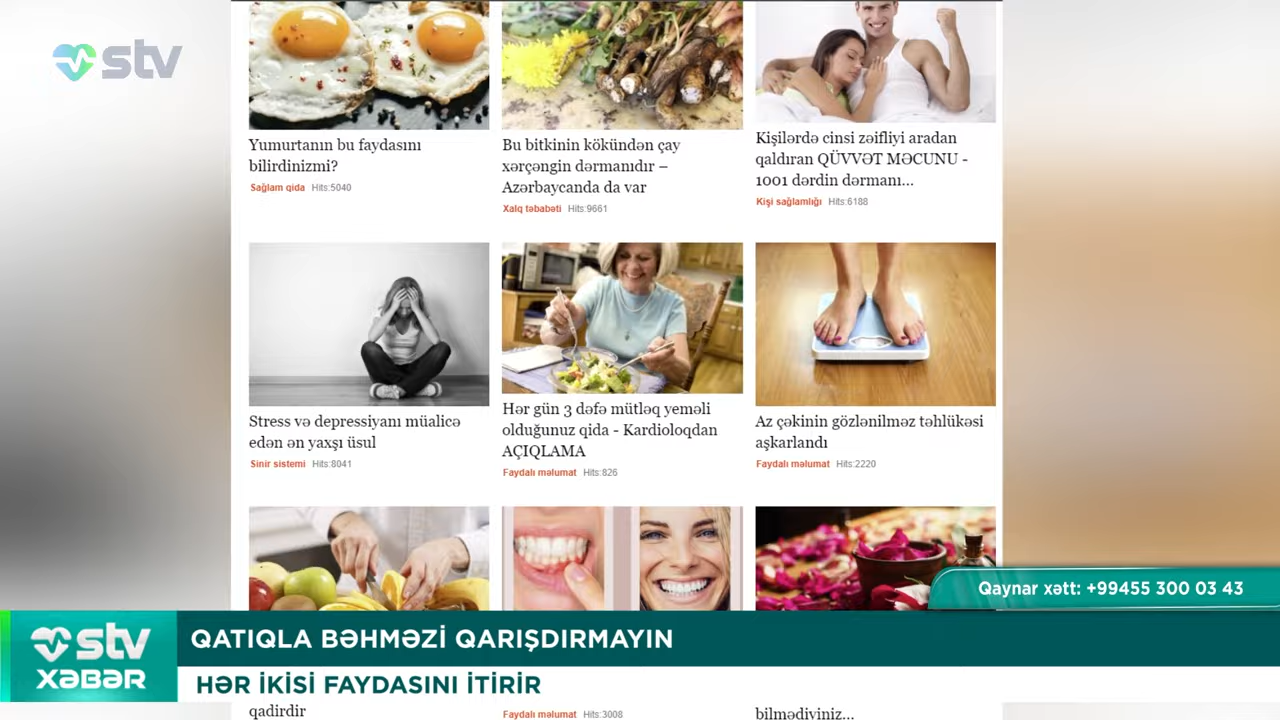 stv
Yumurtanın bu faydasını
bilirdinizmi?
Sağlam qida Hits:5040
Bu bitkinin kökündən çay
xərçəngin dərmanıdır –
Azərbaycanda da var
Xalq təbabəti Hits:9661
Kişilərdə cinsi zəifliyi aradan
qaldıran QÜVVƏT MƏCUNU -
1001 dərdin dərmanı...
Kişi sağlamlığı Hits:6188
Stress və depressiyanı müalicə
edən ən yaxşı üsul
Sinir sistemi Hits:8041
Hər gün 3 dəfə mütləq yeməli
olduğunuz qida - Kardioloqdan
AÇIQLAMA
Faydalı məlumat Hits:826
Az çəkinin gözlənilməz təhlükəsi
aşkarlandı
Faydalı məlumat Hits:2220
Qaynar xətt: +99455 300 03 43
stv
XƏBƏR
QATIQLA BƏHMƏZİ QARIŞDIRMAYIN
HƏR İKİSİ FAYDASINI İTİRİR
qadirdir
Faydalı məlumat Hits:3008
bilmədiyiniz...